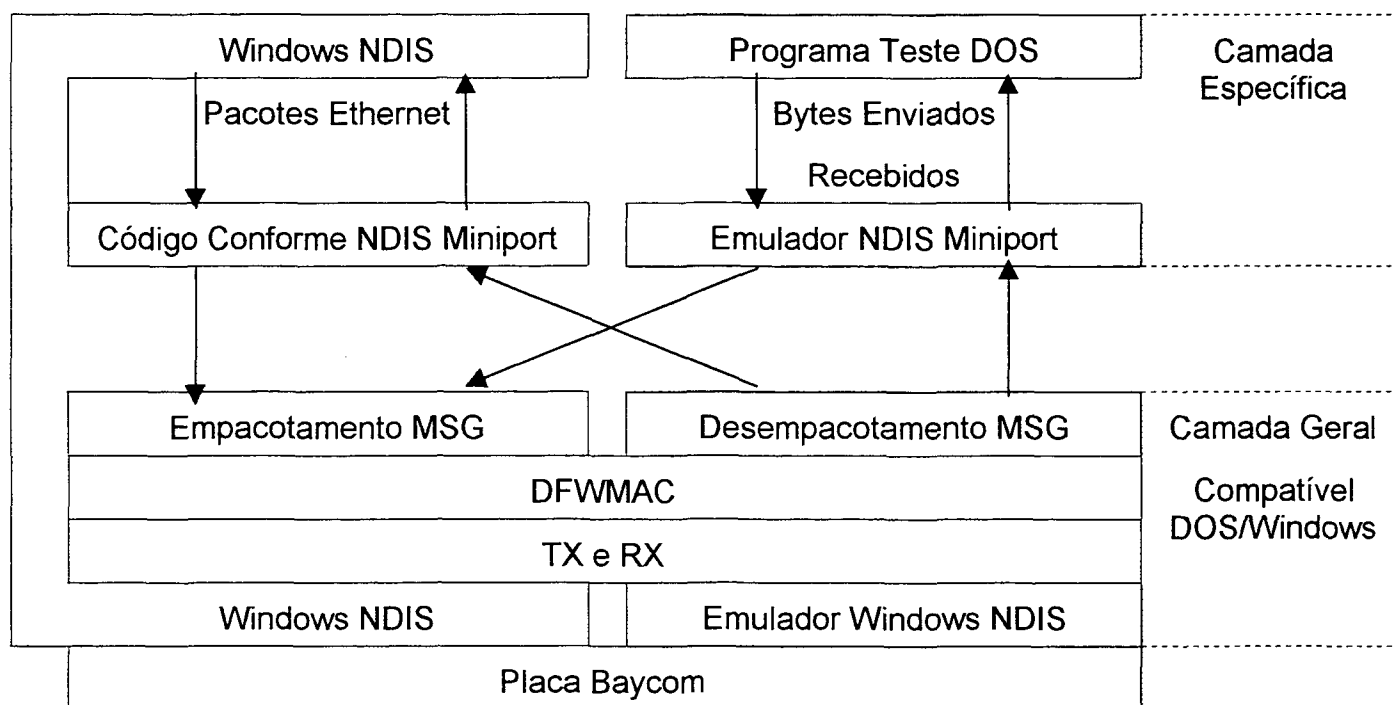 Windows NDIS
Programa Teste DOS
Camada
Específica
Pacotes Ethernet
Bytes Enviados
Recebidos
Código Conforme NDIS Miniport
Emulador NDIS Miniport
Empacotamento MSG
Desempacotamento MSG
Camada Geral
DFWMAC
Compatível
DOS/Windows
TX e RX
Windows NDIS
Emulador Windows NDIS
Placa Baycom